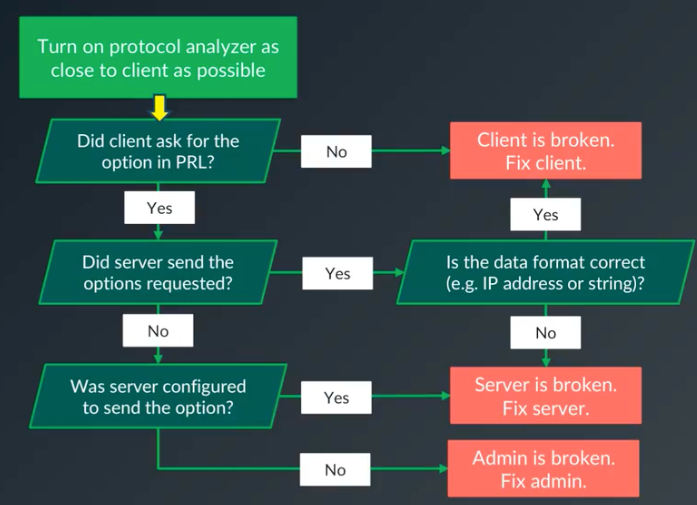 Turn on protocol analyzer as
close to client as possible
Did client ask for the
option in PRL?
No
Client is broken.
Fix client.
Yes
Yes
Did server send the
options requested?
Yes
Is the data format correct
(e.g. IP address or string)?
No
No
Was server configured
to send the option?
Yes
Server is broken.
Fix server.
No
Admin is broken.
Fix admin.